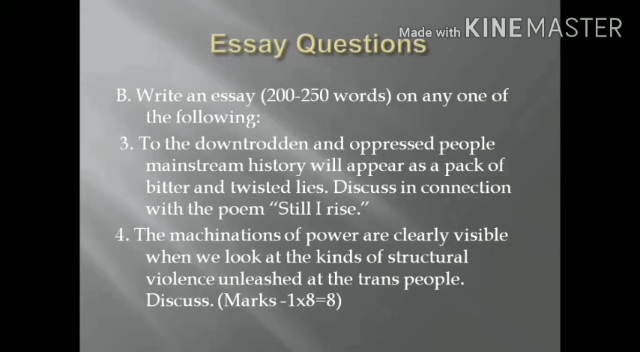 Made with KINEMASTER
Essay Questions
B. Write an essay (200-250 words) on any one of
the following:
3. To the downtrodden and oppressed people
mainstream history will appear as a pack of
bitter and twisted lies. Discuss in connection
with the poem “Still I rise.”
4. The machinations of power are clearly visible
when we look at the kinds of structural
violence unleashed at the trans people.
Discuss. (Marks -1x8=8)